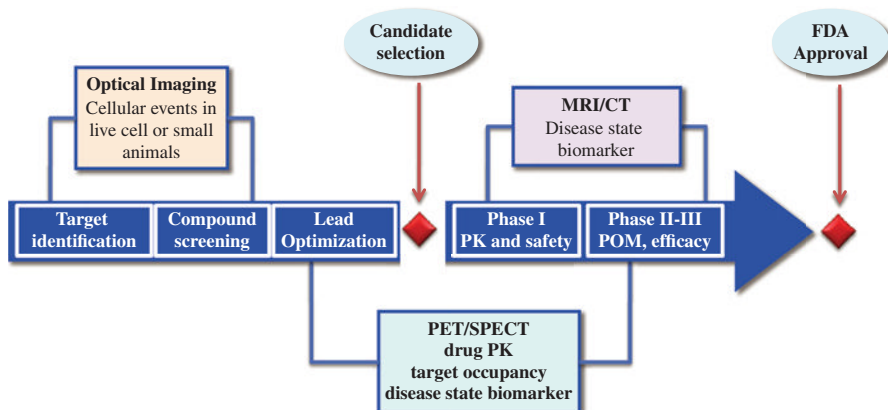 Candidate
selection
FDA
Approval
Optical Imaging
Cellular events in
live cell or small
animals
MRI/CT
Disease state
biomarker
Target
identification
Compound
screening
Lead
Optimization
Phase I
PK and safety
Phase II-III
POM, efficacy
PET/SPECT
drug PK
target occupancy
disease state biomarker